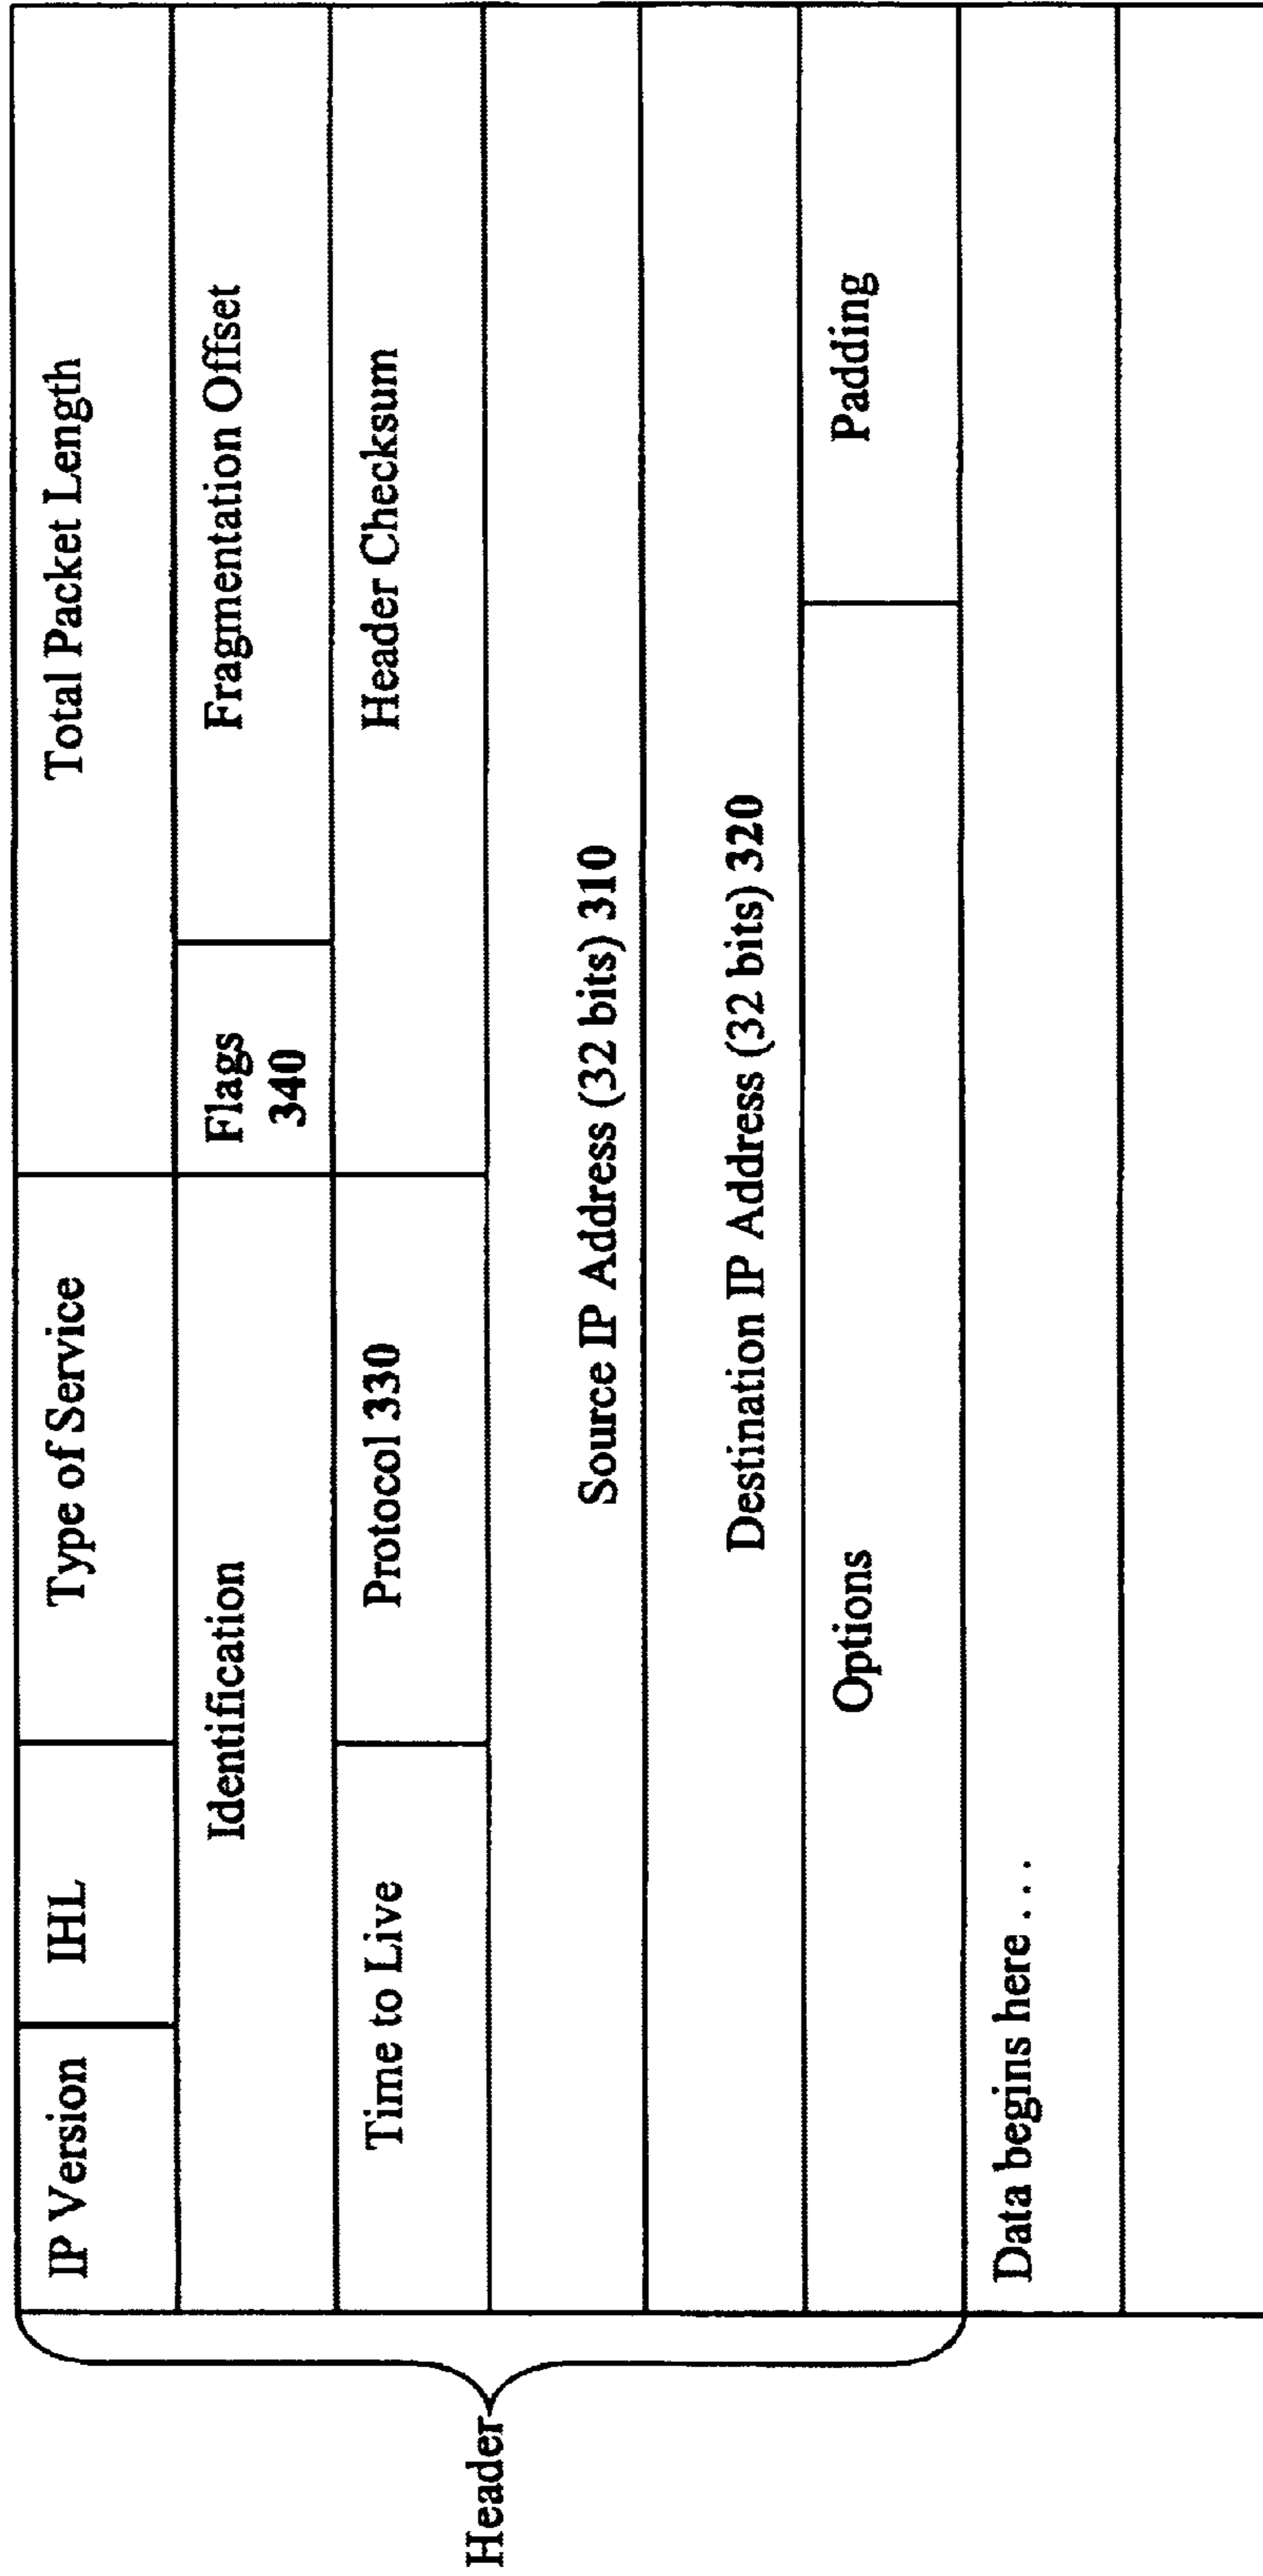 IP Version
IHL
Type of Service
Total Packet Length
Identification
Flags
340
Fragmentation Offset
Time to Live
Protocol 330
Header Checksum
Header
Source IP Address (32 bits) 310
Destination IP Address (32 bits) 320
Options
Padding
Data begins here . . .